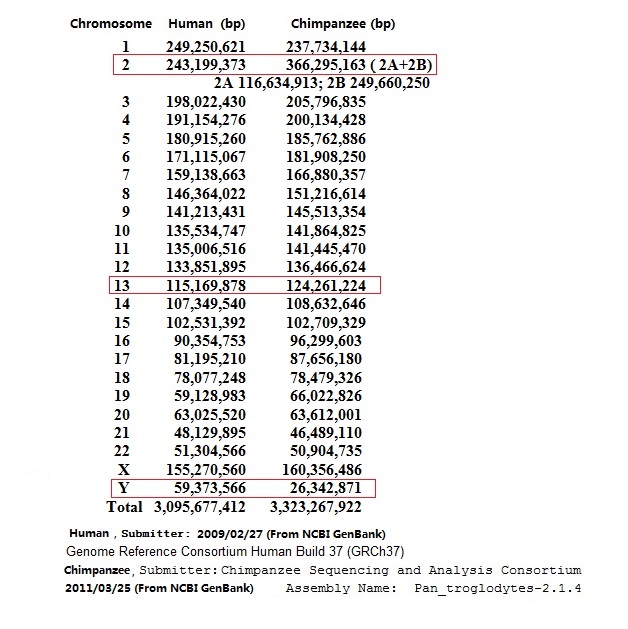 Chromosome Human (bp) Chimpanzee (bp)
1 249,250,621 237,734,144
2 243,199,373 366,295,163 ( 2A+2B)
2A 116,634,913; 2B 249,660,250
3 198,022,430 205,796,835
4 191,154,276 200,134,428
5 180,915,260 185,762,886
6 171,115,067 181,908,250
7 159,138,663 166,880,357
8 146,364,022 151,216,614
9 141,213,431 145,513,354
10 135,534,747 141,864,825
11 135,006,516 141,445,470
12 133,851,895 136,466,624
13 115,169,878 124,261,224
14 107,349,540 108,632,646
15 102,531,392 102,709,329
16 90,354,753 96,299,603
17 81,195,210 87,656,180
18 78,077,248 78,479,326
19 59,128,983 66,022,826
20 63,025,520 63,612,001
21 48,129,895 46,489,110
22 51,304,566 50,904,735
X 155,270,560 160,356,486
Y 59,373,566 26,342,871
Total 3,095,677,412 3,323,267,922
Human , Submitter: 2009/02/27 (From NCBI GenBank)
Genome Reference Consortium Human Build 37 (GRCh37)
Chimpanzee, Submitter: Chimpanzee Sequencing and Analysis Consortium
2011/03/25 (From NCBI GenBank) Assembly Name: Pan_troglodytes-2.1.4